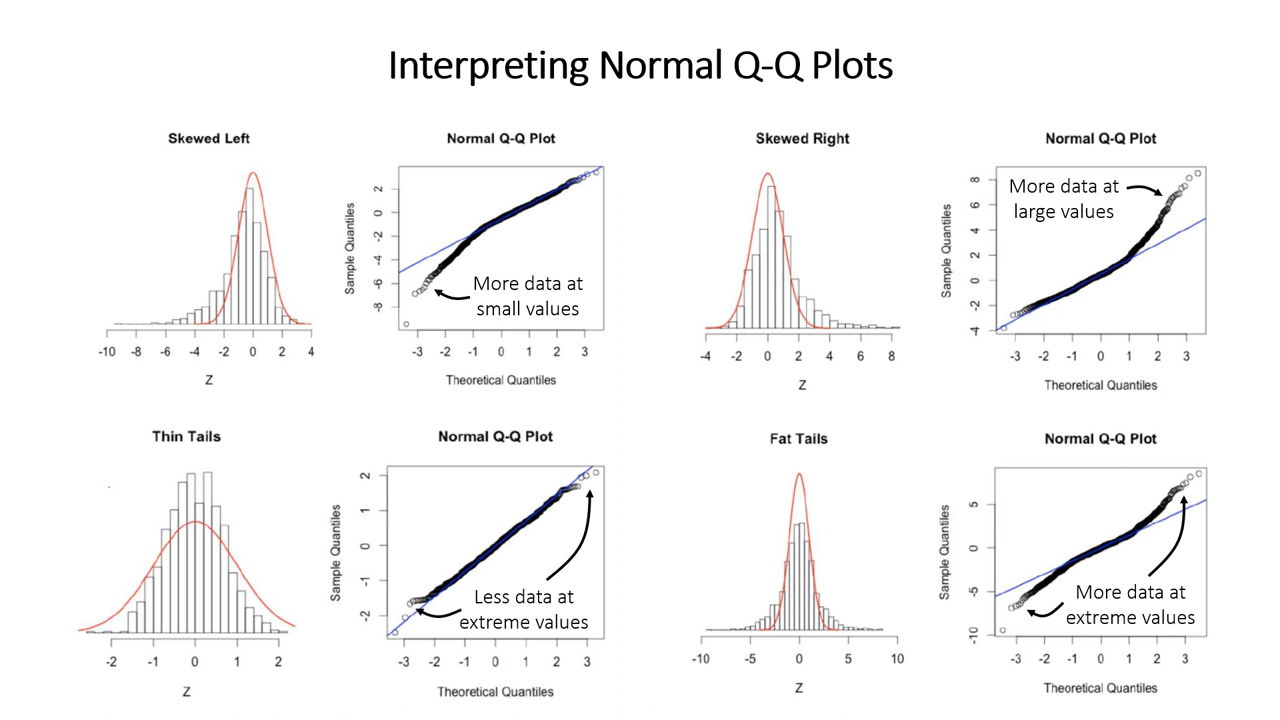 Interpreting Normal Q-Q Plots
Skewed Left
-10 -8 -6 -4 -2 0 2 4
Z
Normal Q-Q Plot
Sample Quantiles
2
0
-2
-4
-6
-8
More data at
small values
-3 -2 -1 0 1 2 3
Theoretical Quantiles
Skewed Right
-4 -2 0 2 4 6 8
Z
Normal Q-Q Plot
Sample Quantiles
8
6
4
2
0
-2
-4
More data at
large values
-3 -2 -1 0 1 2 3
Theoretical Quantiles
Thin Tails
-2 -1 0 1 2
Z
Normal Q-Q Plot
Sample Quantiles
2
1
0
-1
-2
Less data at
extreme values
-3 -2 -1 0 1 2 3
Theoretical Quantiles
Fat Tails
-10 -5 0 5 10
Z
Normal Q-Q Plot
Sample Quantiles
5
0
-5
-10
More data at
extreme values
-3 -2 -1 0 1 2 3
Theoretical Quantiles